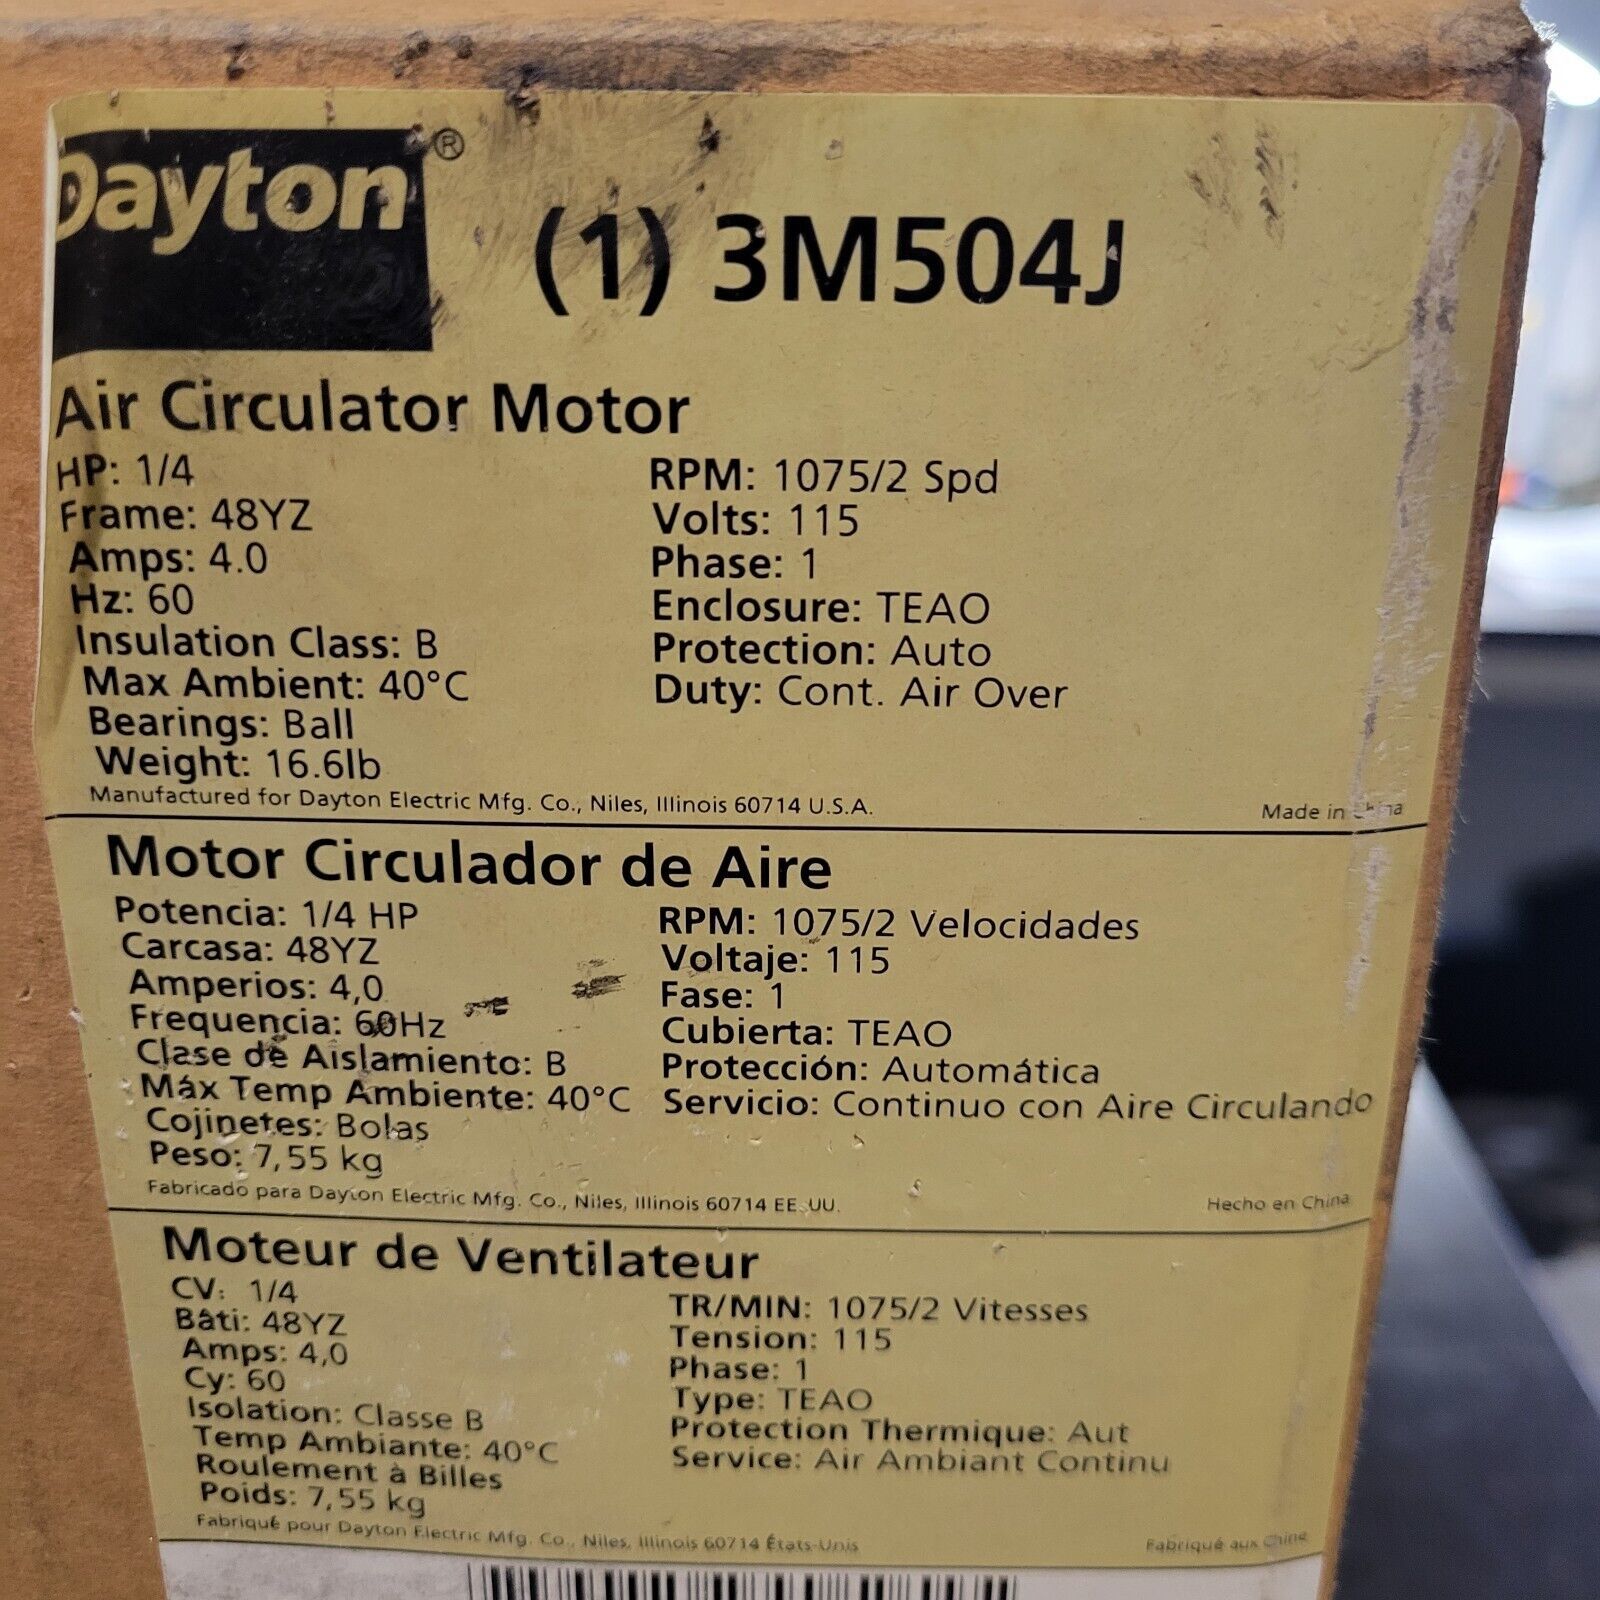 Dayton®
(1) 3M504J
Air Circulator Motor
HP: 1/4
Frame: 48YZ
Amps: 4.0
Hz: 60
Insulation Class: B
Max Ambient: 40°C
Bearings: Ball
Weight: 16.6lb
RPM: 1075/2 Spd
Volts: 115
Phase: 1
Enclosure: TEAO
Protection: Auto
Duty: Cont. Air Over
Manufactured for Dayton Electric Mfg. Co., Niles, Illinois 60714 U.S.A.
Made in China
Motor Circulador de Aire
Potencia: 1/4 HP
Carcasa: 48YZ
Amperios: 4,0
Frequencia: 60Hz
Clase de Aislamiento: B
Máx Temp Ambiente: 40°C
Cojinetes: Bolas
Peso: 7,55 kg
RPM: 1075/2 Velocidades
Voltaje: 115
Fase: 1
Cubierta: TEAO
Protección: Automática
Servicio: Continuo con Aire Circulando
Fabricado para Dayton Electric Mfg. Co., Niles, Illinois 60714 EE.UU.
Hecho en China
Moteur de Ventilateur
CV: 1/4
Bâti: 48YZ
Amps: 4,0
Cy: 60
Isolation: Classe B
Temp Ambiante: 40°C
Roulement à Billes
Poids: 7,55 kg
TR/MIN: 1075/2 Vitesses
Tension: 115
Phase: 1
Type: TEAO
Protection Thermique: Aut
Service: Air Ambiant Continu
Fabriqué pour Dayton Electric Mfg. Co., Niles, Illinois 60714 États-Unis
Fabriqué aux Chine